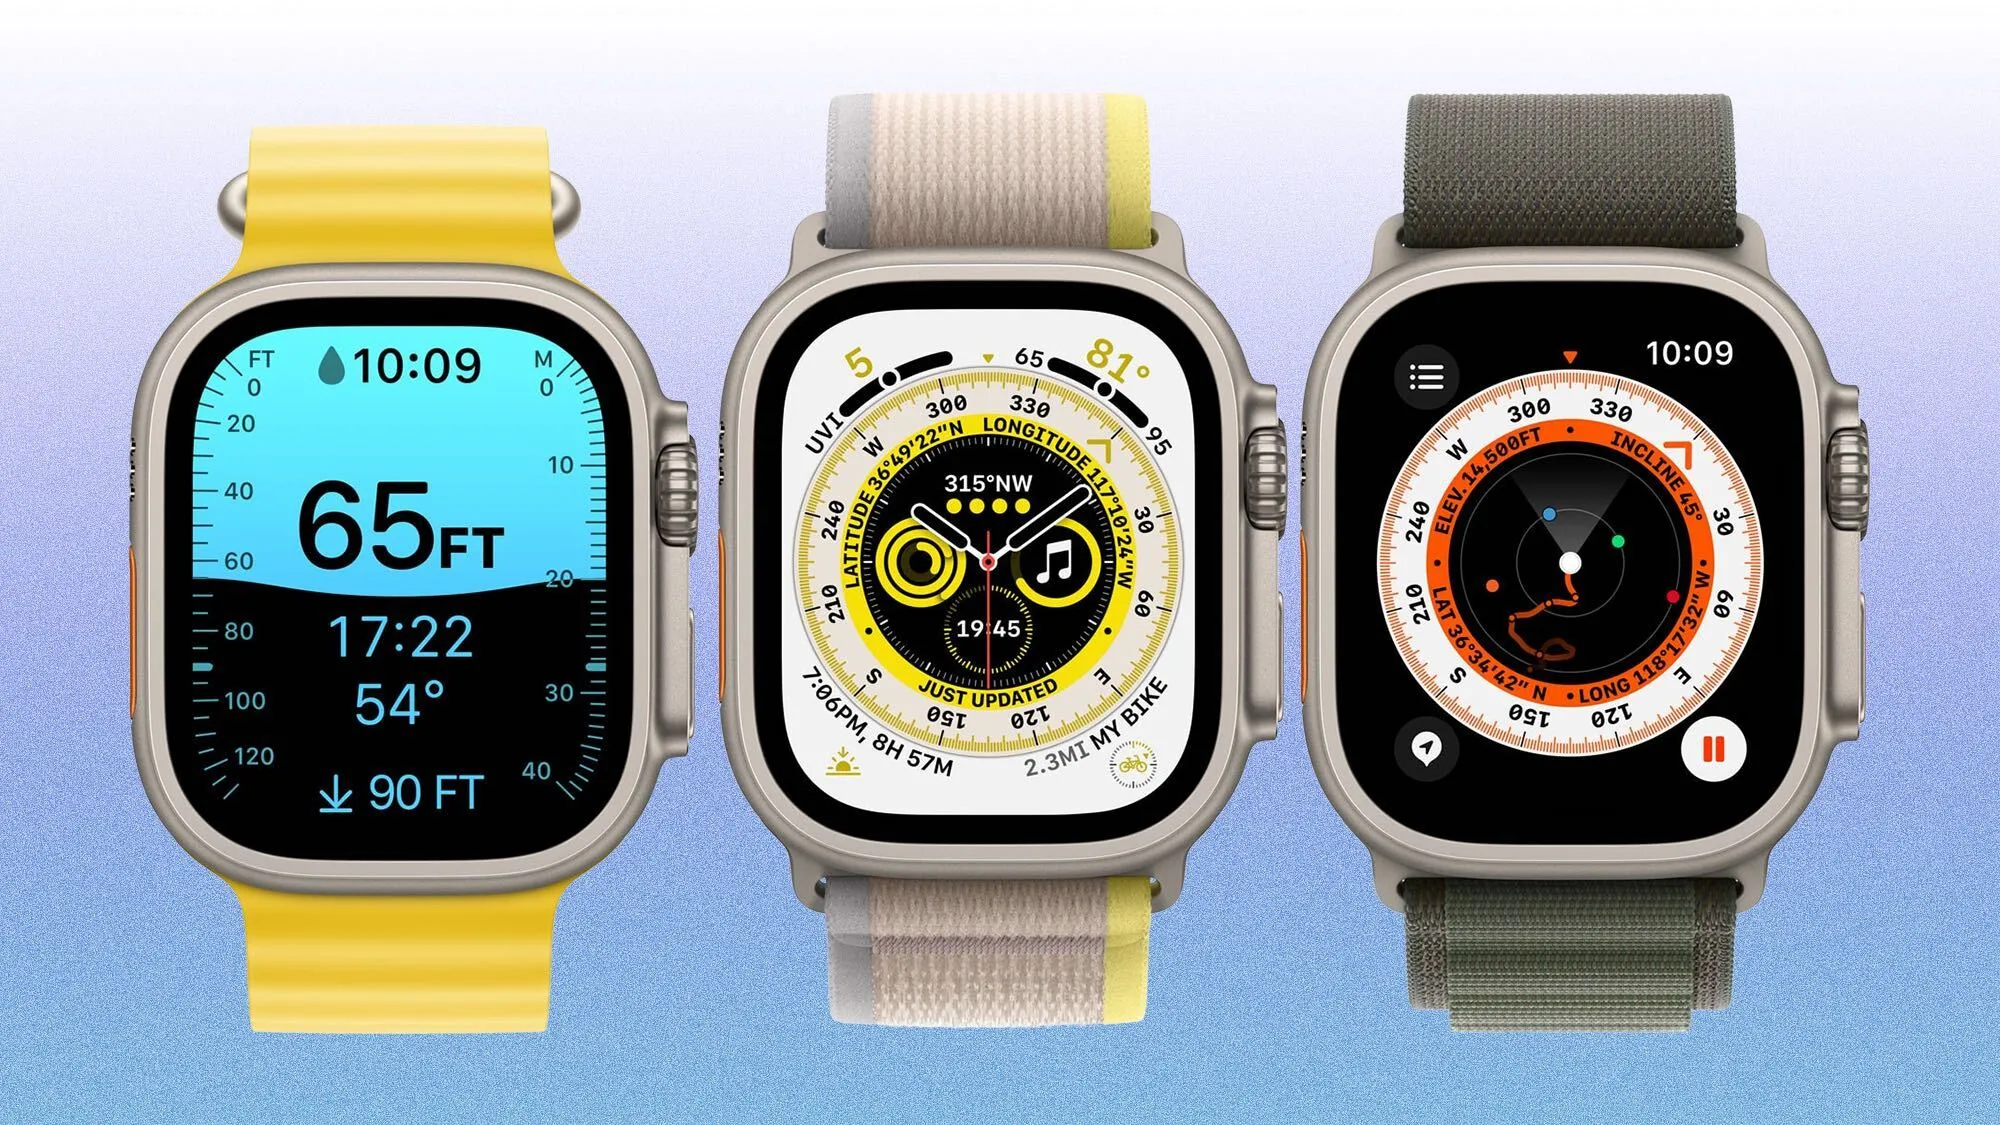 FT
10:09
M
0
0
20
10
40
65FT
60
20
17:22
80
54°
30
100
120
40
90 FT
5
UVI
65
81°
95
300
330
W
30
240
60
210
E
S
120
150
LATITUDE 36°49'22"N LONGITUDE 117°10'24"W
JUST UPDATED
315°NW
19:45
7:06PM, 8H 57M
2.3MI MY BIKE
10:09
300
330
W
30
240
60
210
E
S
120
150
ELEV. 14,500FT
INCLINE 45°
LAT 36°34'42" N
LONG 118°17'32" W